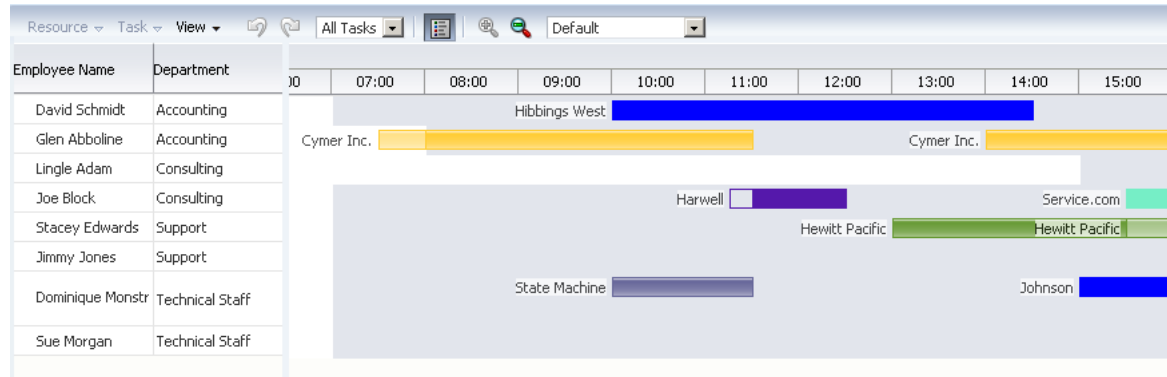 Resource Task View All Tasks Default
Employee Name Department
00 07:00 08:00 09:00 10:00 11:00 12:00 13:00 14:00 15:00
David Schmidt Accounting Hibbings West
Glen Abboline Accounting Cymer Inc. Cymer Inc.
Lingle Adam Consulting
Joe Block Consulting Harwell Service.com
Stacey Edwards Support Hewitt Pacific Hewitt Pacific
Jimmy Jones Support
Dominique Monstr Technical Staff State Machine Johnson
Sue Morgan Technical Staff